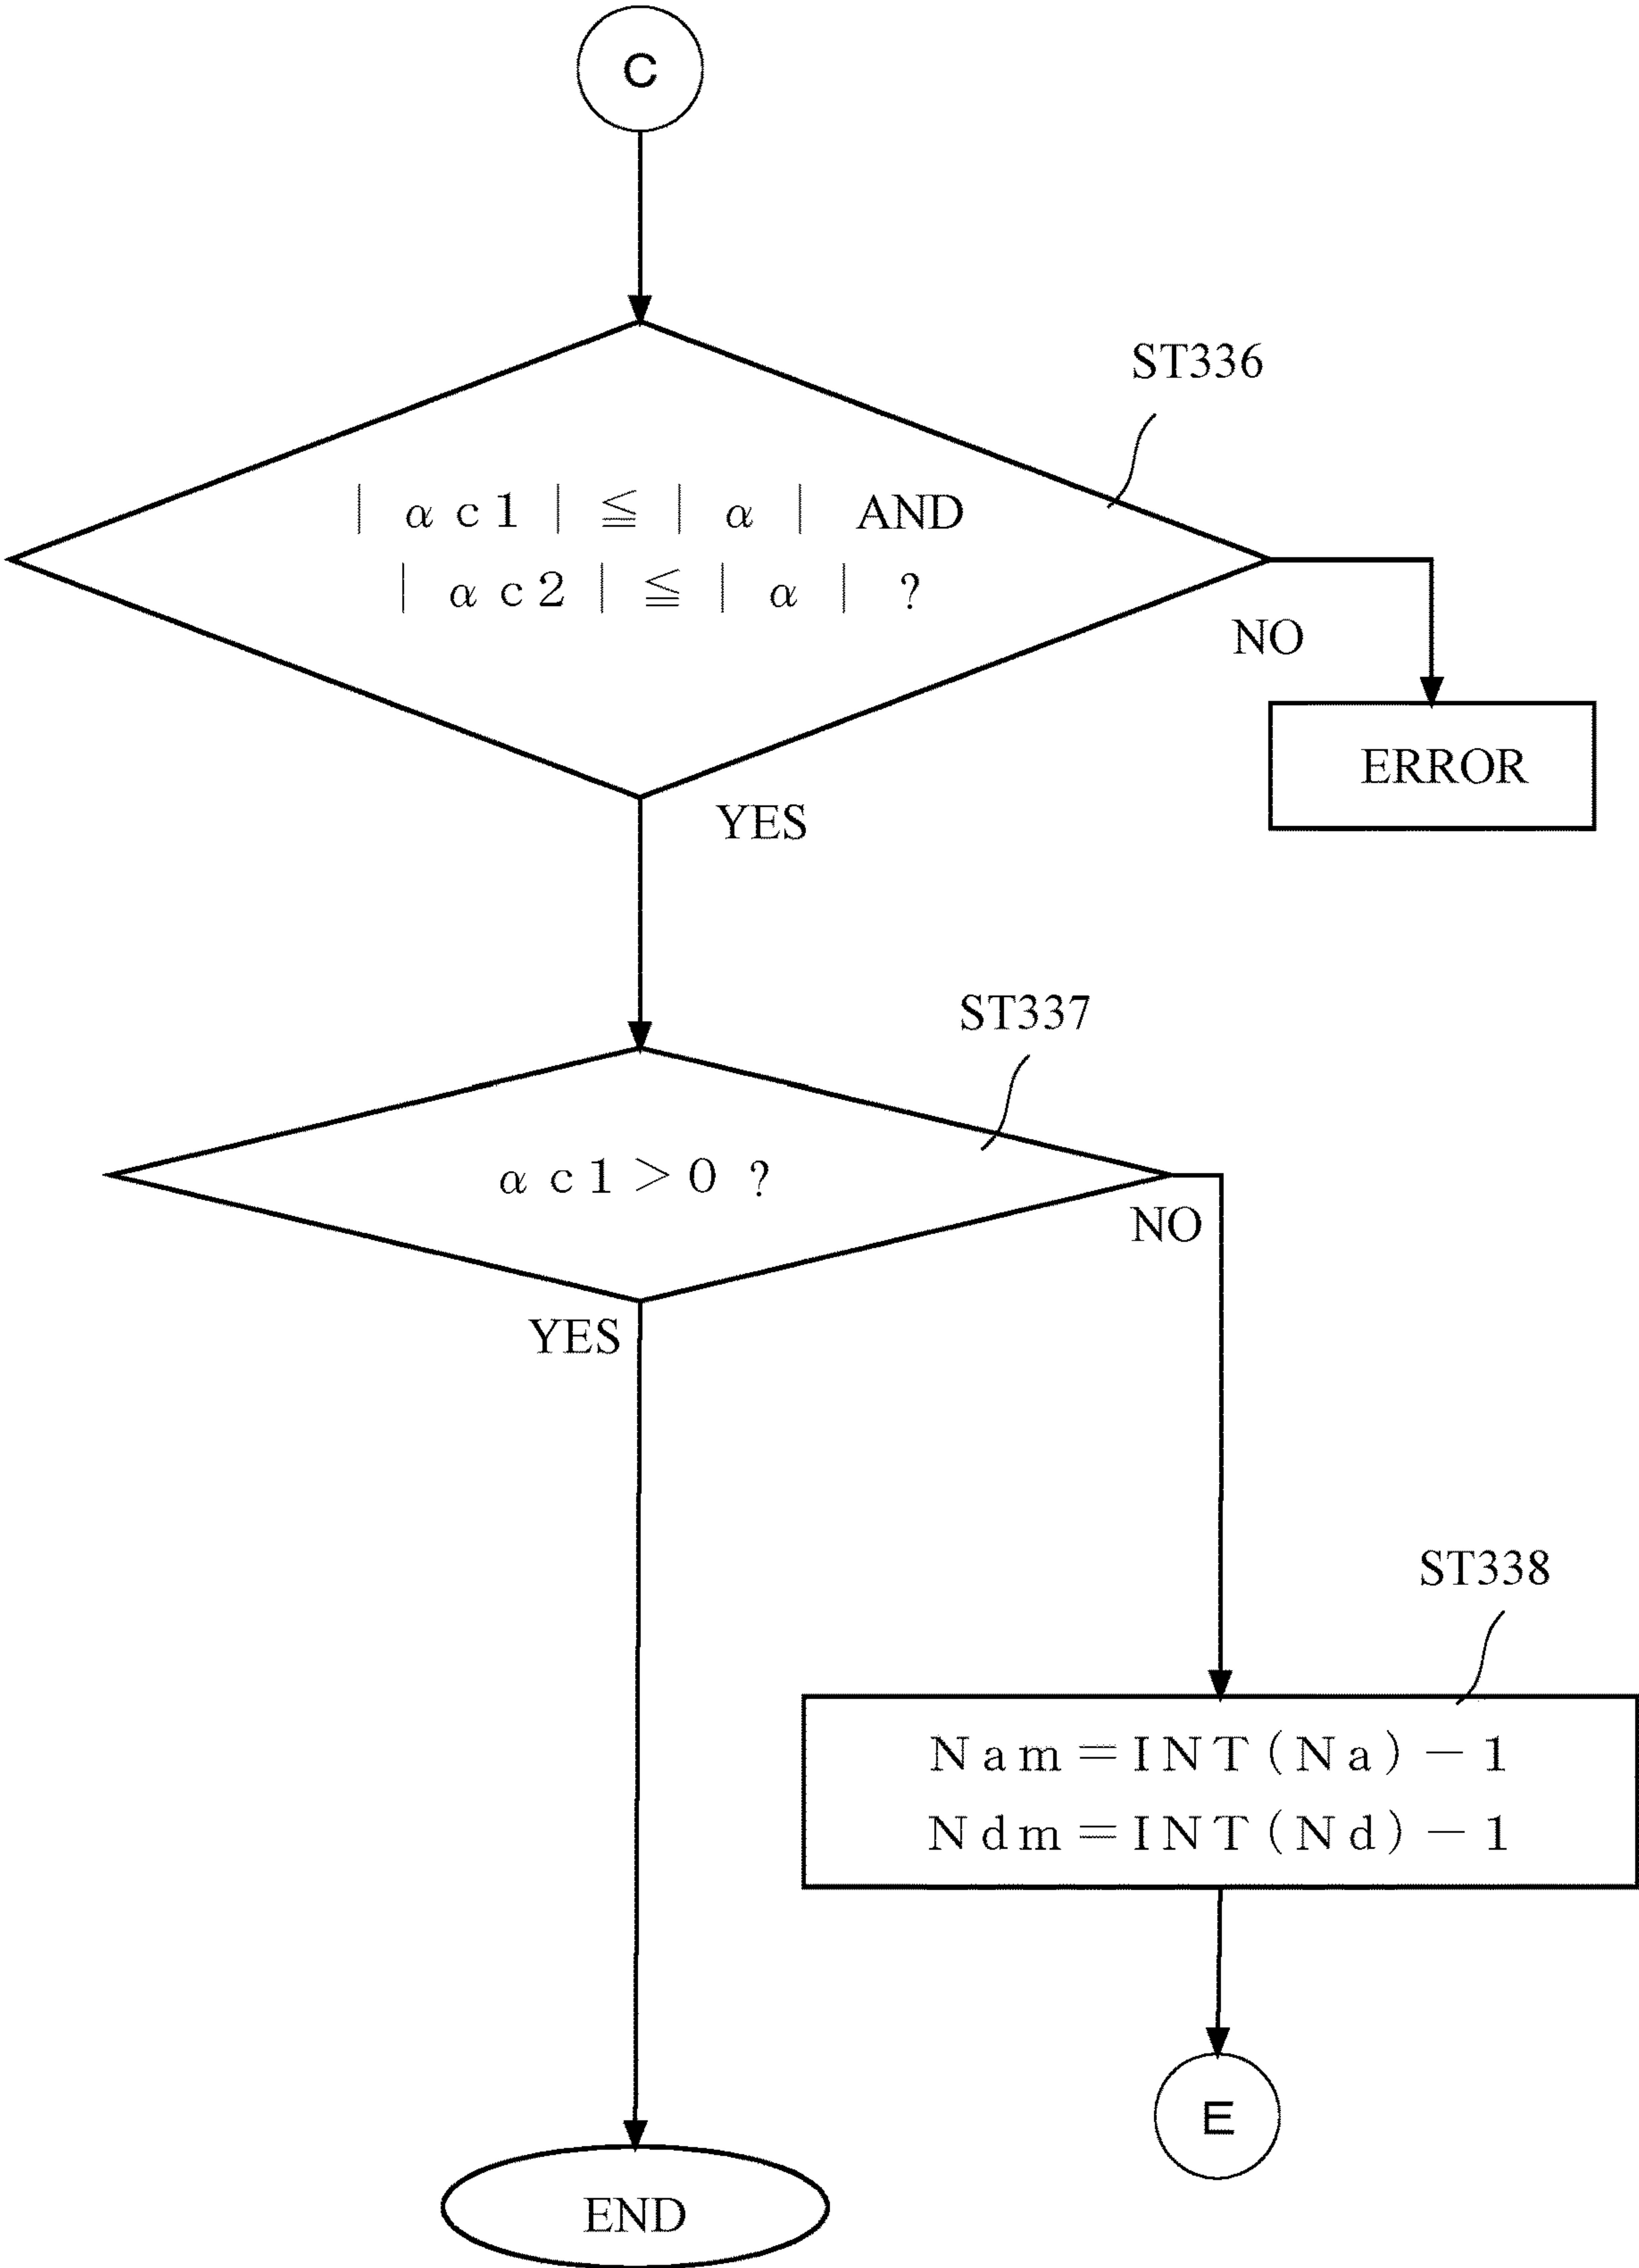 C
ST336
| αc1 | ≦ | α | AND
| αc2 | ≦ | α | ?
NO
ERROR
YES
ST337
αc1>0 ?
NO
YES
ST338
Nam=INT(Na)-1
Ndm=INT(Nd)-1
E
END